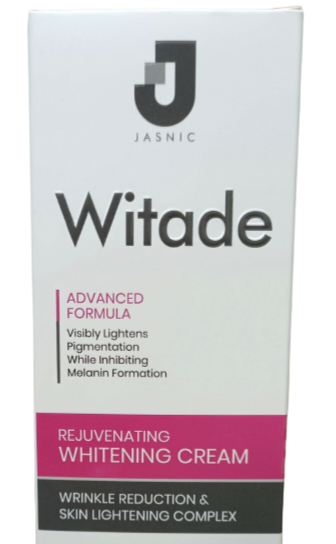 J
JASNIC
Witade
ADVANCED
FORMULA
Visibly Lightens
Pigmentation
While Inhibiting
Melanin Formation
REJUVENATING
WHITENING CREAM
WRINKLE REDUCTION &
SKIN LIGHTENING COMPLEX